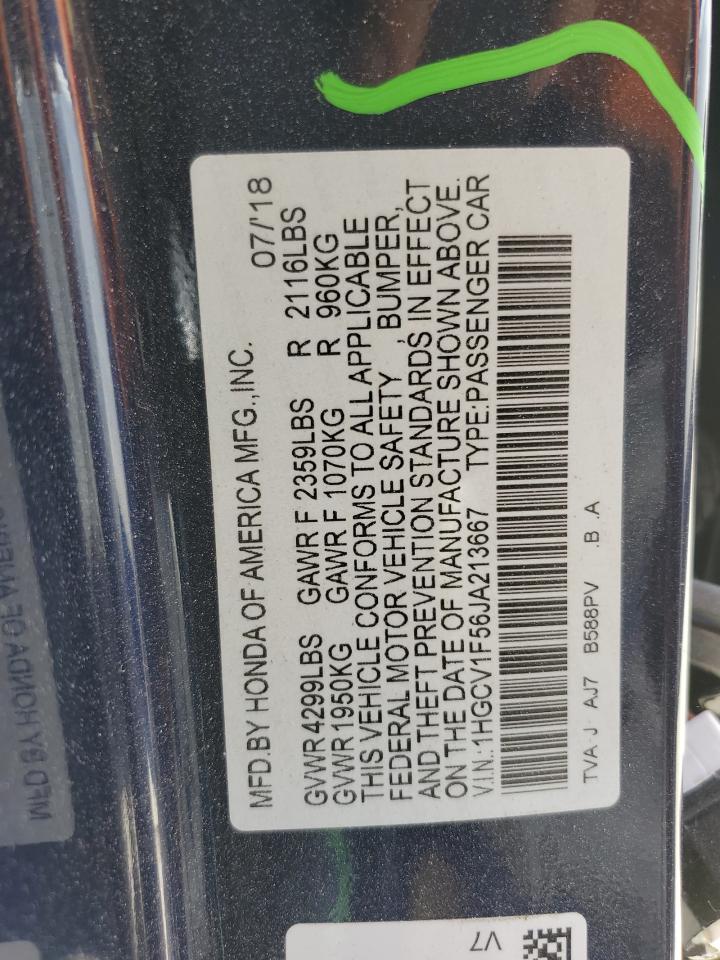 MFD.BY HONDA OF AMERICA MFG.,INC. 07/'18
GVWR 4299LBS GAWR F 2359LBS R 2116LBS
GVWR1950KG GAWR F 1070KG R 960KG
THIS VEHICLE CONFORMS TO ALL APPLICABLE
FEDERAL MOTOR VEHICLE SAFETY , BUMPER,
AND THEFT PREVENTION STANDARDS IN EFFECT
ON THE DATE OF MANUFACTURE SHOWN ABOVE.
V.I.N.:1HGCV1F56JA213667 TYPE:PASSENGER CAR
TVA-J AJ7 B588PV .B .A
V7